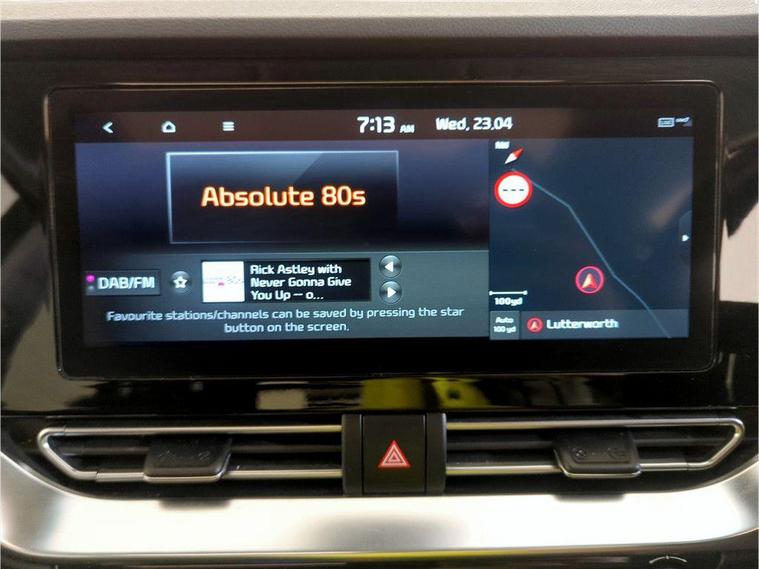 7:13 AM Wed, 23.04
Absolute 80s
DAB/FM
Rick Astley with
Never Gonna Give
You Up – o...
Favourite stations/channels can be saved by pressing the star
button on the screen.
100yd
Auto
100 yd
Lutterworth